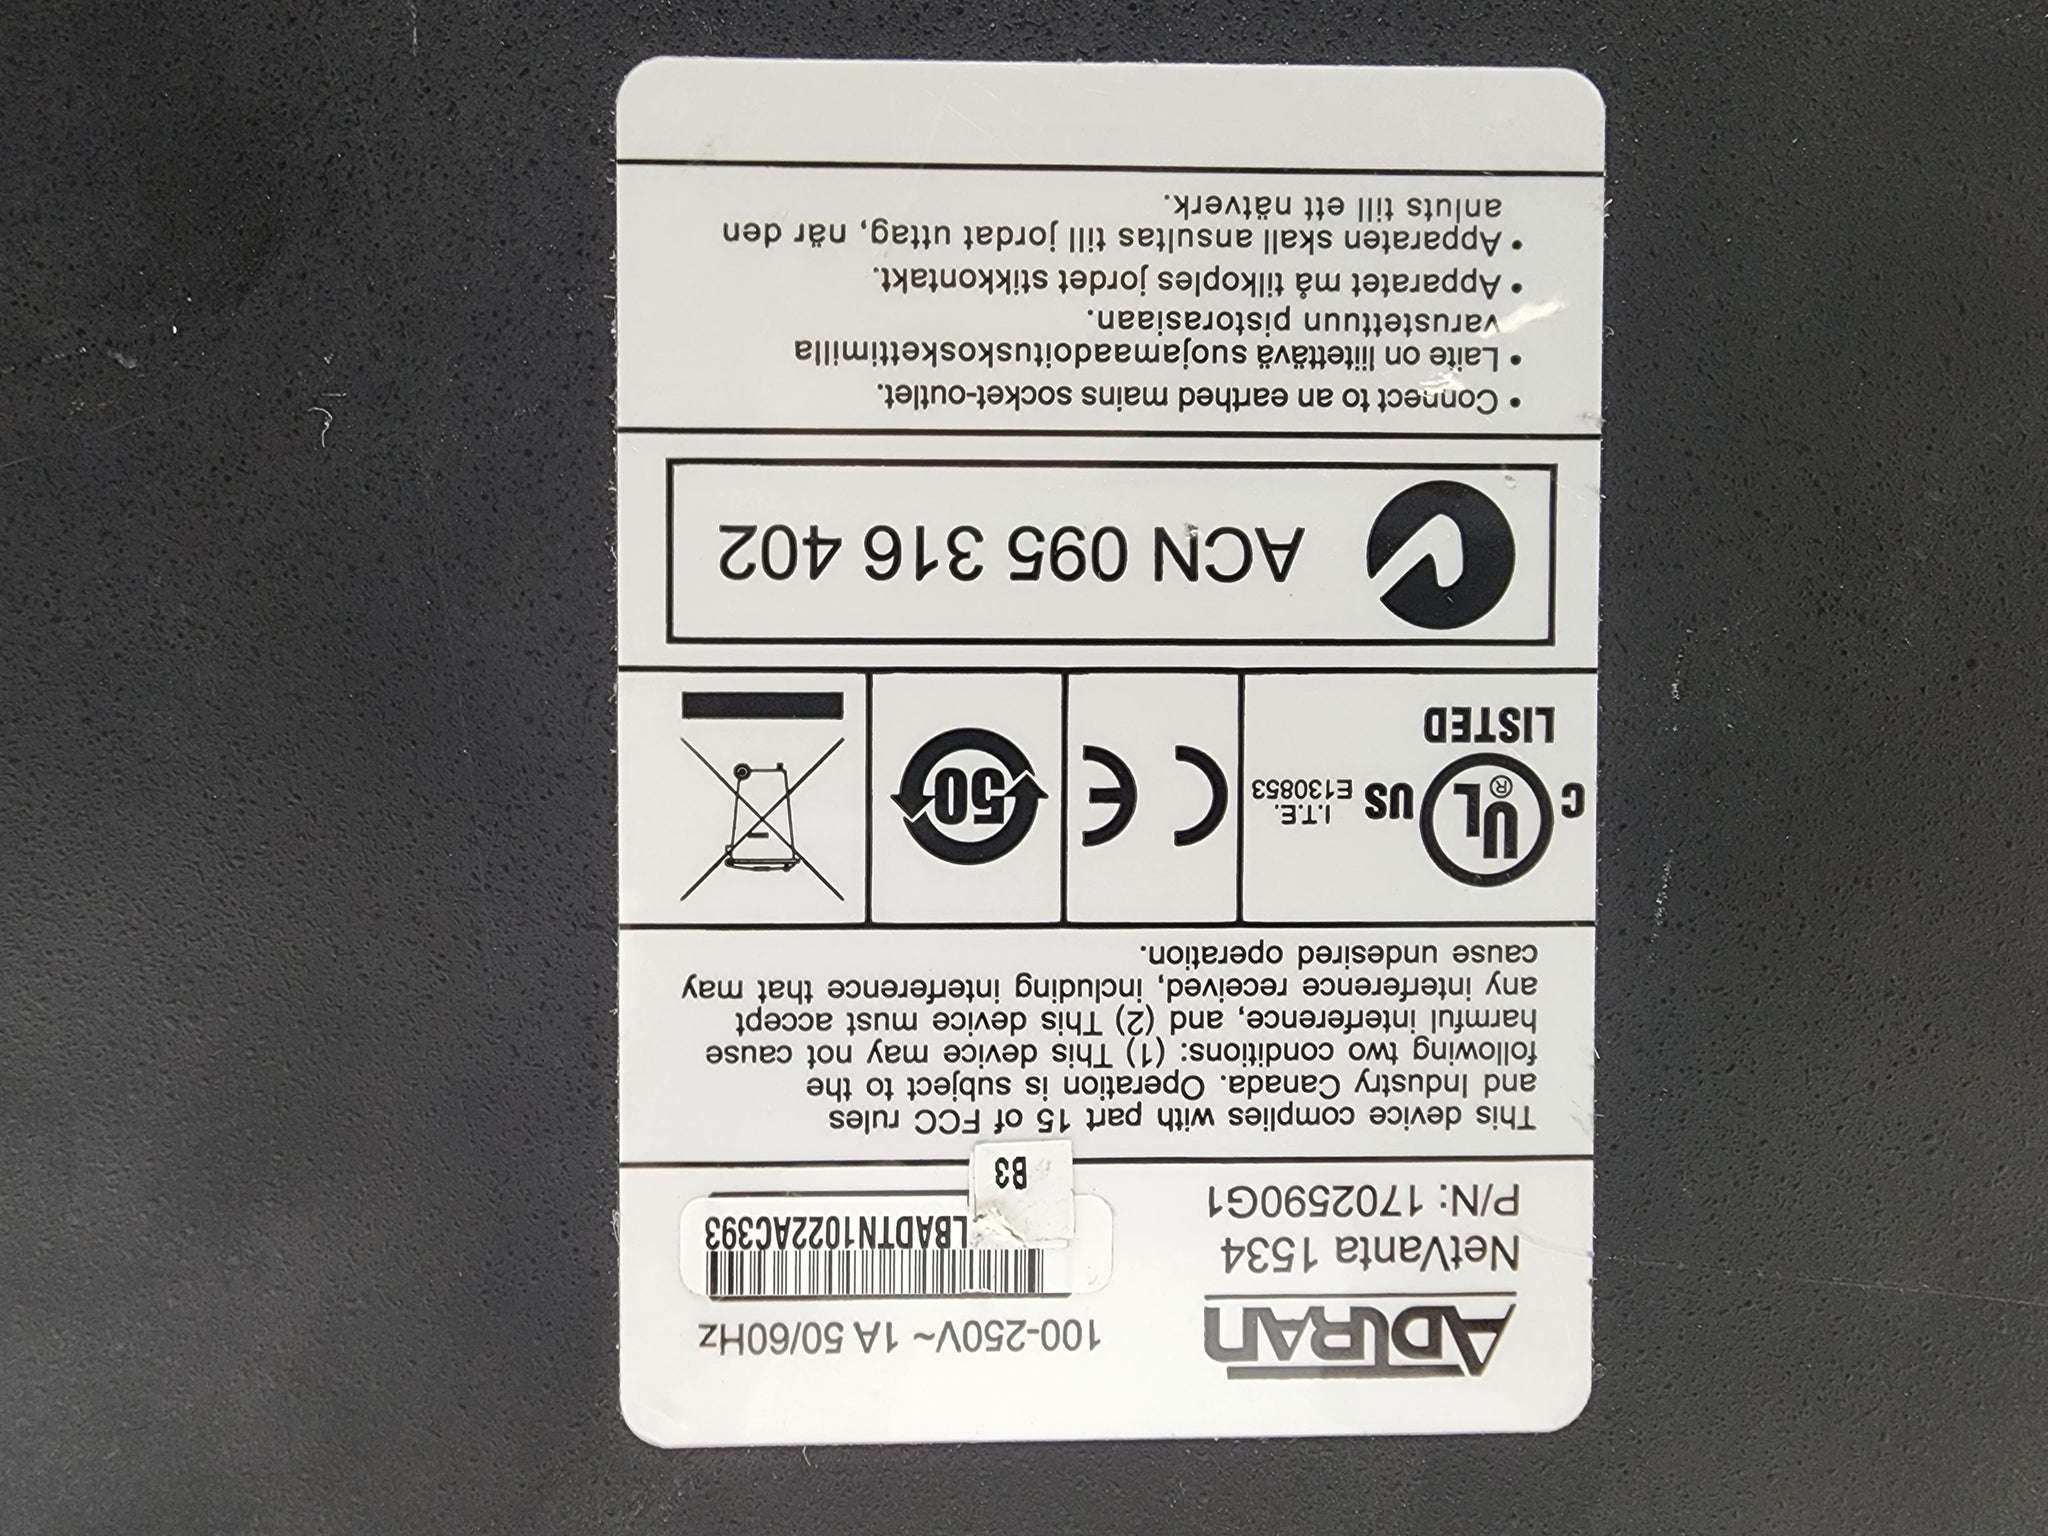 ADTRAN
100-250V~ 1A 50/60Hz
NetVanta 1534
P/N: 1702590G1
LBADTN1022AC393
B3
This device complies with part 15 of FCC rules
and Industry Canada. Operation is subject to the
following two conditions: (1) This device may not cause
harmful interference, and (2) This device must accept
any interference received, including interference that may
cause undesired operation.
C UL® US
LISTED
I.T.E.
E130853
CE
50
ACN 095 316 402
• Connect to an earthed mains socket-outlet.
• Laite on liitettävä suojamaadoituskoskettimilla
varustettuun pistorasiaan.
• Apparatet må tilkoples jordet stikkontakt.
• Apparaten skall ansultas till jordat uttag, när den
anluts till ett nätverk.